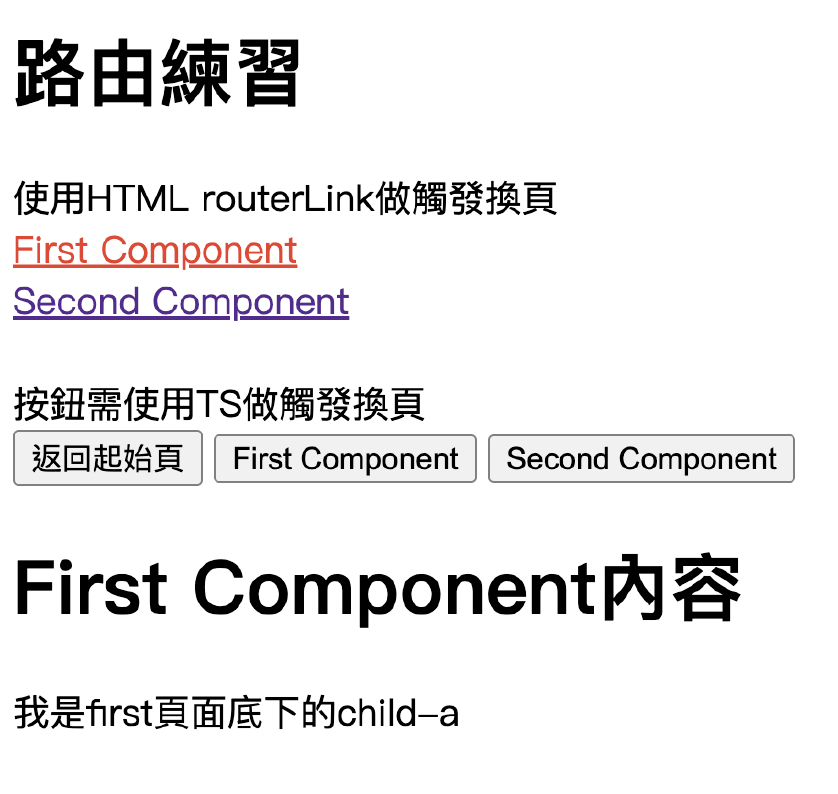 路由練習
使用HTML routerLink做觸發換頁
First Component
Second Component
按鈕需使用TS做觸發換頁
返回起始頁 First Component Second Component
First Component內容
我是first頁面底下的child-a